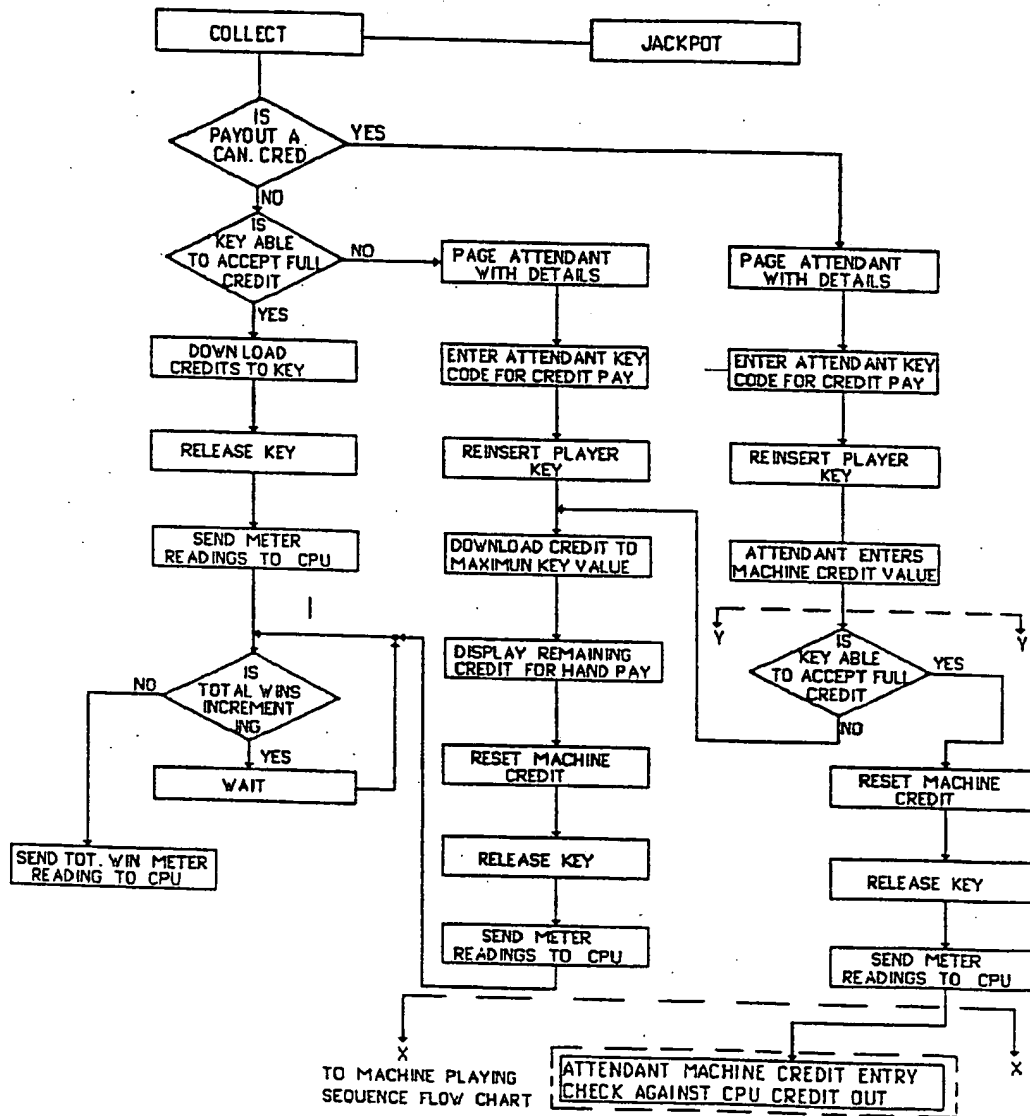 COLLECT
JACKPOT
IS
PAYOUT A
CAN. CRED
YES
NO
IS
KEY ABLE
TO ACCEPT FULL
CREDIT
NO
YES
DOWNLOAD
CREDITS TO KEY
RELEASE KEY
SEND METER
READINGS TO CPU
IS
TOTAL WINS
INCREMENT
ING
NO
YES
WAIT
SEND TOT. WIN METER
READING TO CPU
PAGE ATTENDANT
WITH DETAILS
ENTER ATTENDANT KEY
CODE FOR CREDIT PAY
REINSERT PLAYER
KEY
DOWNLOAD CREDIT TO
MAXIMUN KEY VALUE
DISPLAY REMAINING
CREDIT FOR HAND PAY
RESET MACHINE
CREDIT
RELEASE KEY
SEND METER
READINGS TO CPU
PAGE ATTENDANT
WITH DETAILS
ENTER ATTENDANT KEY
CODE FOR CREDIT PAY
REINSERT PLAYER
KEY
ATTENDANT ENTERS
MACHINE CREDIT VALUE
Y
Y
IS
KEY ABLE
TO ACCEPT FULL
CREDIT
YES
NO
RESET MACHINE
CREDIT
RELEASE KEY
SEND METER
READINGS TO CPU
X
X
TO MACHINE PLAYING
SEQUENCE FLOW CHART
ATTENDANT MACHINE CREDIT ENTRY
CHECK AGAINST CPU CREDIT OUT